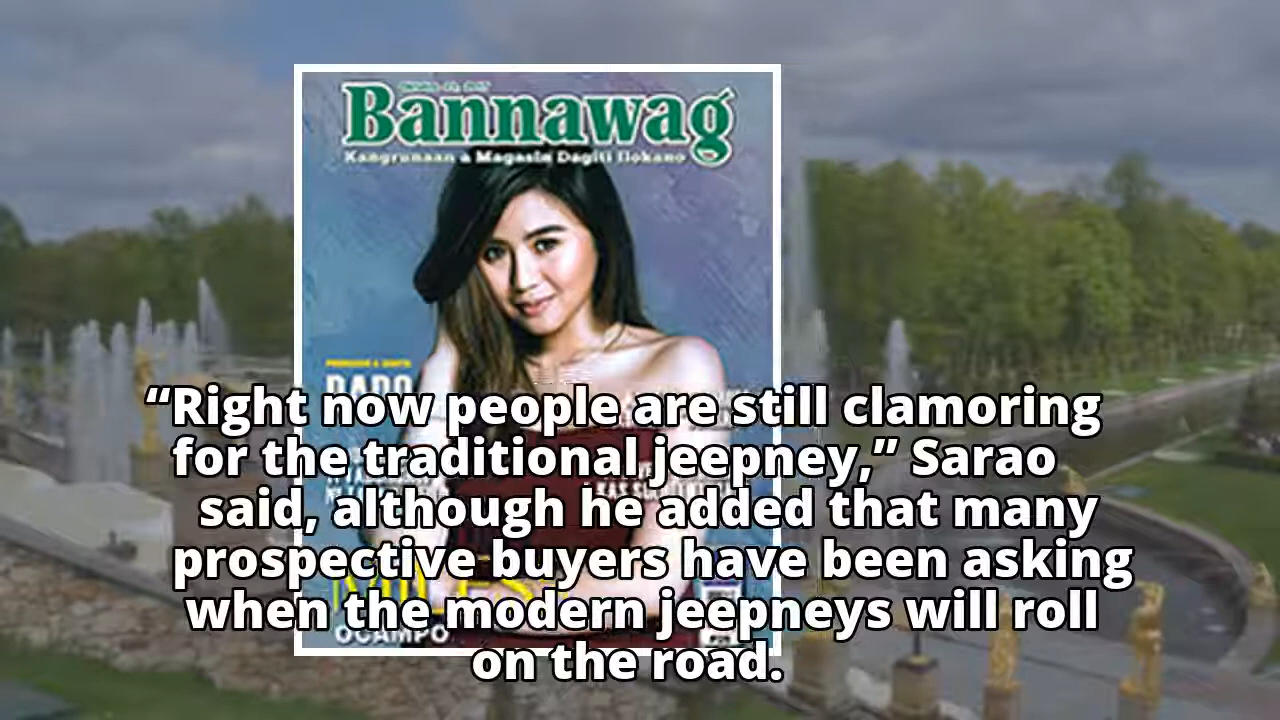 Bannawag
Kangrunaan a Magasin Dagiti Ilokano
“Right now people are still clamoring
for the traditional jeepney,” Sarao
said, although he added that many
prospective buyers have been asking
when the modern jeepneys will roll
on the road.
OCAMPO